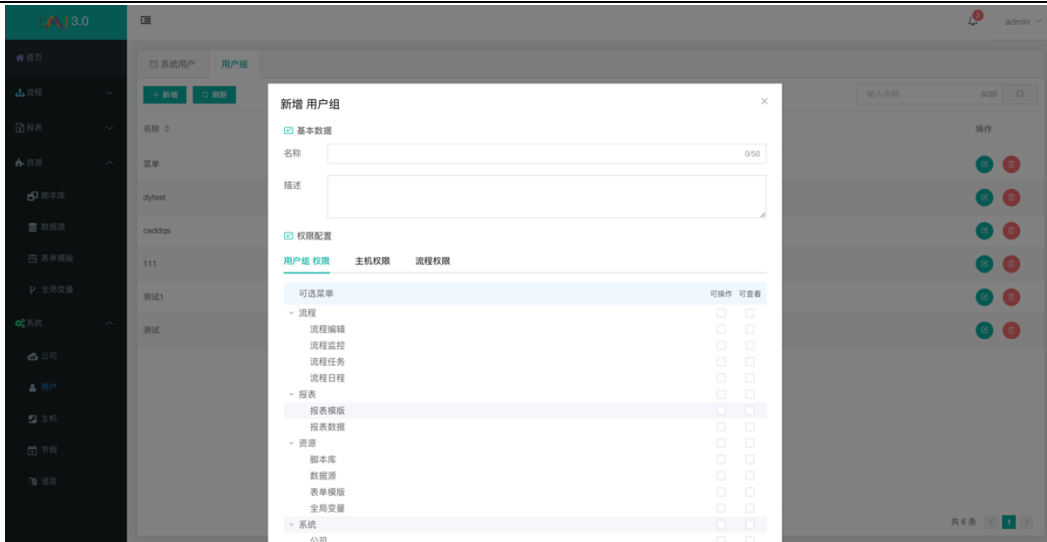 3.0
2
admin
首页
系统用户 用户组
流程
+ 新增 刷新
输入名称 0/20
新增 用户组
报表
名称
操作
基本数据
名称 0/50
资源
菜单
描述
脚本库
dytest
数据源
ceddqs
权限配置
表单模版
111
用户组 权限 主机权限 流程权限
全局变量
测试1
可选菜单 可操作 可查看
流程
系统
测试
流程编辑
流程监控
公司
流程任务
流程日程
用户
报表
报表模版
主机
报表数据
资源
节假
脚本库
数据源
语言
表单模版
全局变量
系统
共 6 条 1
公司